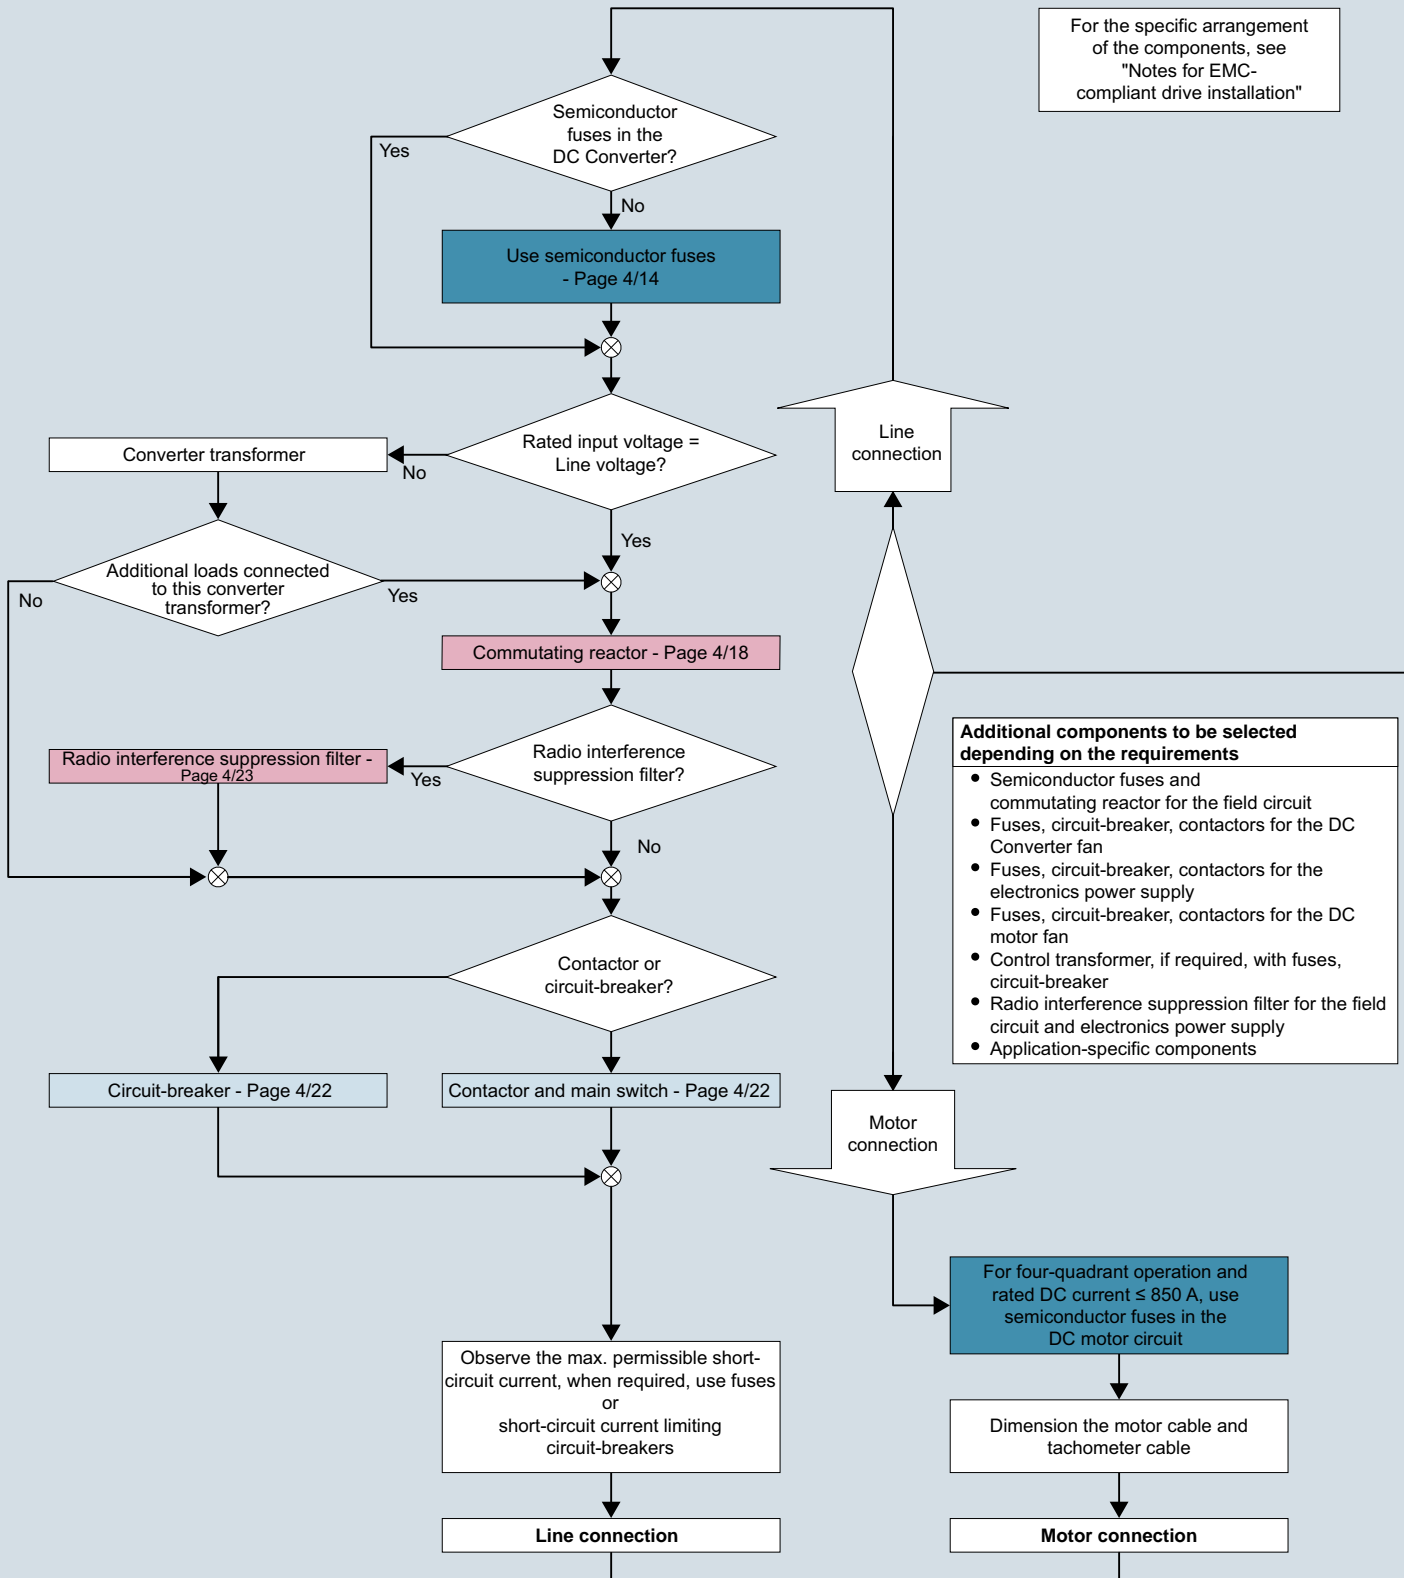 For the specific arrangement
of the components, see
"Notes for EMC-
compliant drive installation"
Semiconductor
fuses in the
DC Converter?
Yes
No
Use semiconductor fuses
- Page 4/14
Line
connection
Rated input voltage =
Line voltage?
No
Converter transformer
Yes
Additional loads connected
to this converter
transformer?
No
Yes
Commutating reactor - Page 4/18
Radio interference
suppression filter?
Yes
Radio interference suppression filter -
Page 4/23
No
Additional components to be selected
depending on the requirements
• Semiconductor fuses and
commutating reactor for the field circuit
• Fuses, circuit-breaker, contactors for the DC
Converter fan
• Fuses, circuit-breaker, contactors for the
electronics power supply
• Fuses, circuit-breaker, contactors for the DC
motor fan
• Control transformer, if required, with fuses,
circuit-breaker
• Radio interference suppression filter for the field
circuit and electronics power supply
• Application-specific components
Contactor or
circuit-breaker?
Circuit-breaker - Page 4/22
Contactor and main switch - Page 4/22
Motor
connection
For four-quadrant operation and
rated DC current ≤ 850 A, use
semiconductor fuses in the
DC motor circuit
Observe the max. permissible short-
circuit current, when required, use fuses
or
short-circuit current limiting
circuit-breakers
Dimension the motor cable and
tachometer cable
Line connection
Motor connection